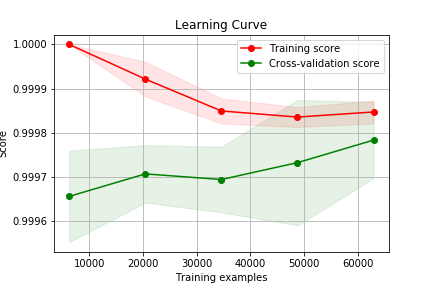 Learning Curve
Training score
Cross-validation score
1.0000
0.9999
0.9998
0.9997
0.9996
Score
10000 20000 30000 40000 50000 60000
Training examples